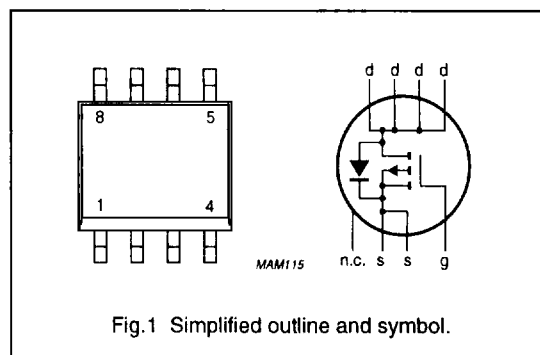 d d d d
8 5
1 4
MAM115
n.c. s s g
Fig.1 Simplified outline and symbol.